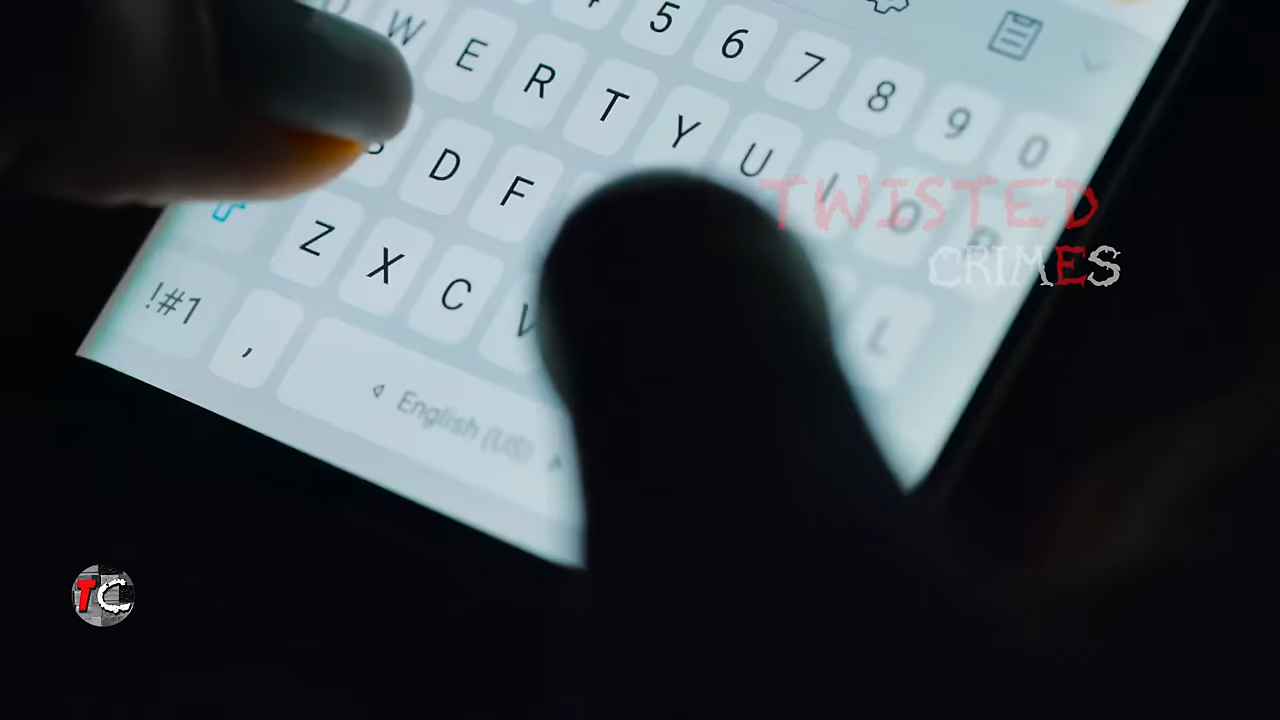 5 6 7 8 9 0
W E R T Y U I O P
S D F L
Z X C V
!#1 , English (US)
TWISTED
CRIMES
TC